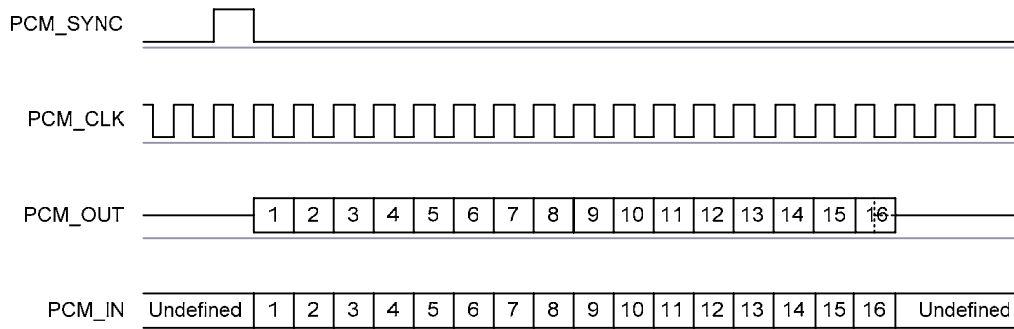 PCM_SYNC
PCM_CLK
PCM_OUT 1 2 3 4 5 6 7 8 9 10 11 12 13 14 15 16
PCM_IN Undefined 1 2 3 4 5 6 7 8 9 10 11 12 13 14 15 16 Undefined